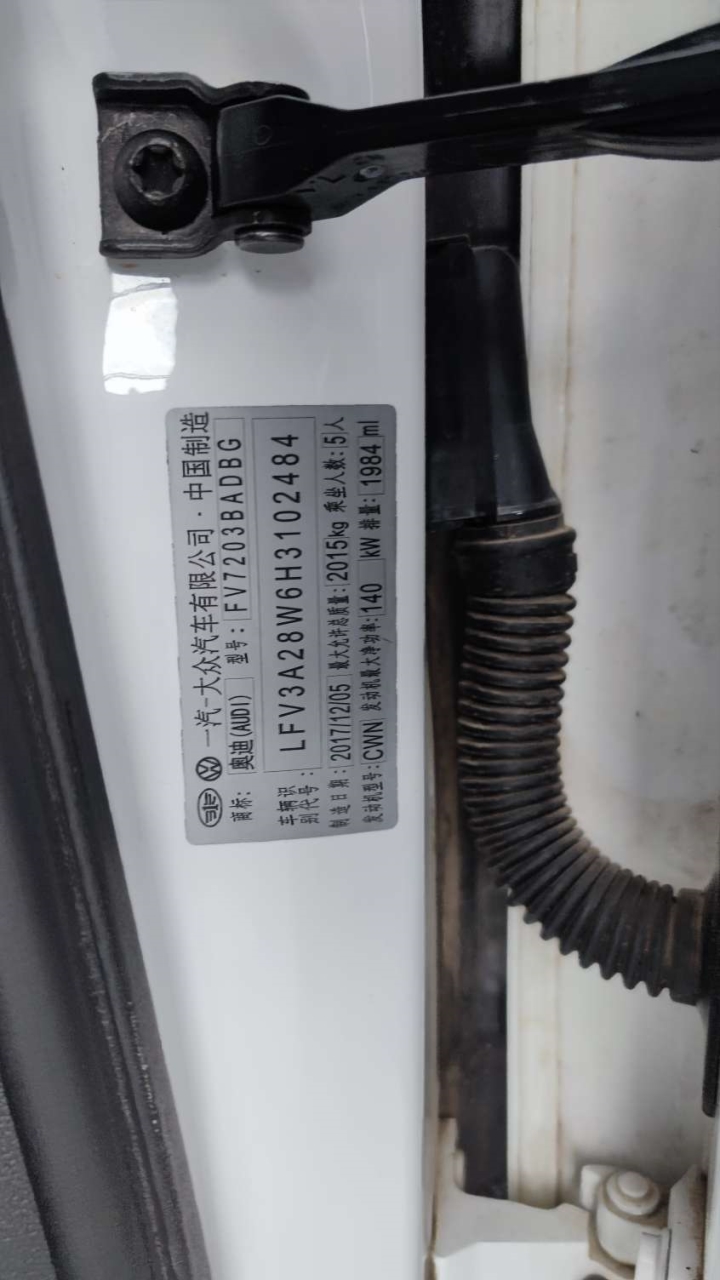 一汽-大众汽车有限公司·中国制造
商标: 奥迪(AUDI) 型号: FV7203BADBG
车辆识别代号: LFV3A28W6H3102484
制造日期: 2017/12/05 最大允许总质量: 2015kg 乘坐人数: 5人
发动机型号: CWN 发动机最大净功率: 140 kW 排量: 1984 ml